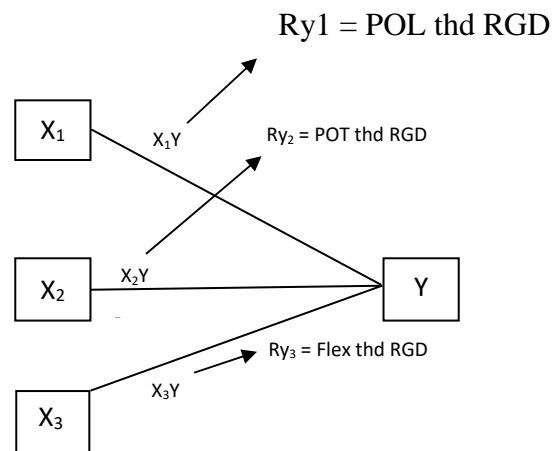 Ry1 = POL thd RGD
X₁
X₁Y
Ry₂ = POT thd RGD
X₂
X₂Y
Y
Ry₃ = Flex thd RGD
X₃Y
X₃